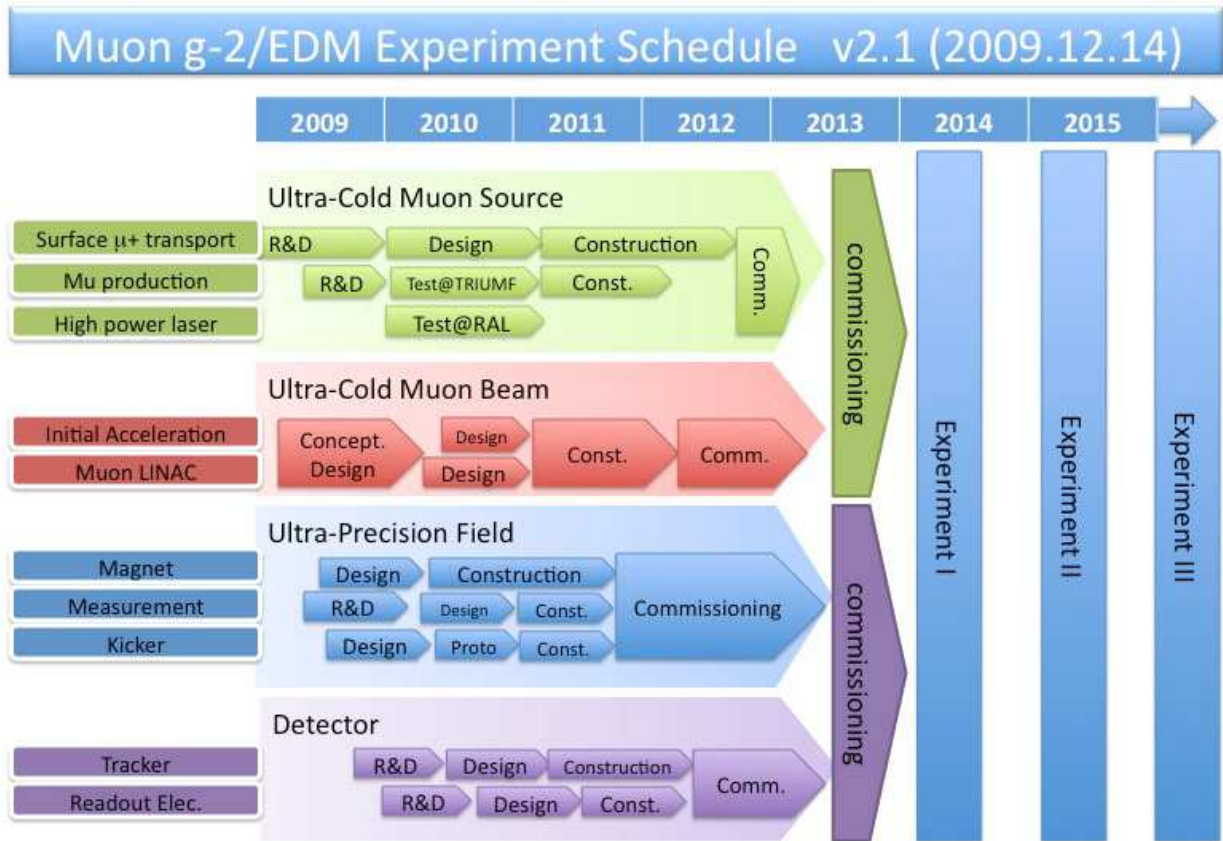 Muon g-2/EDM Experiment Schedule v2.1 (2009.12.14)
2009 2010 2011 2012 2013 2014 2015
Ultra-Cold Muon Source
Surface μ+ transport R&D Design Construction
Mu production R&D Test@TRIUMF Const.
High power laser Test@RAL
Comm.
Ultra-Cold Muon Beam
Initial Acceleration
Muon LINAC
Concept.
Design
Design
Design
Const. Comm.
commissioning
Ultra-Precision Field
Magnet Design Construction
Measurement R&D Design Const.
Kicker Design Proto Const.
Commissioning
Detector
Tracker R&D Design Construction
Readout Elec. R&D Design Const.
Comm.
commissioning
Experiment I
Experiment II
Experiment III